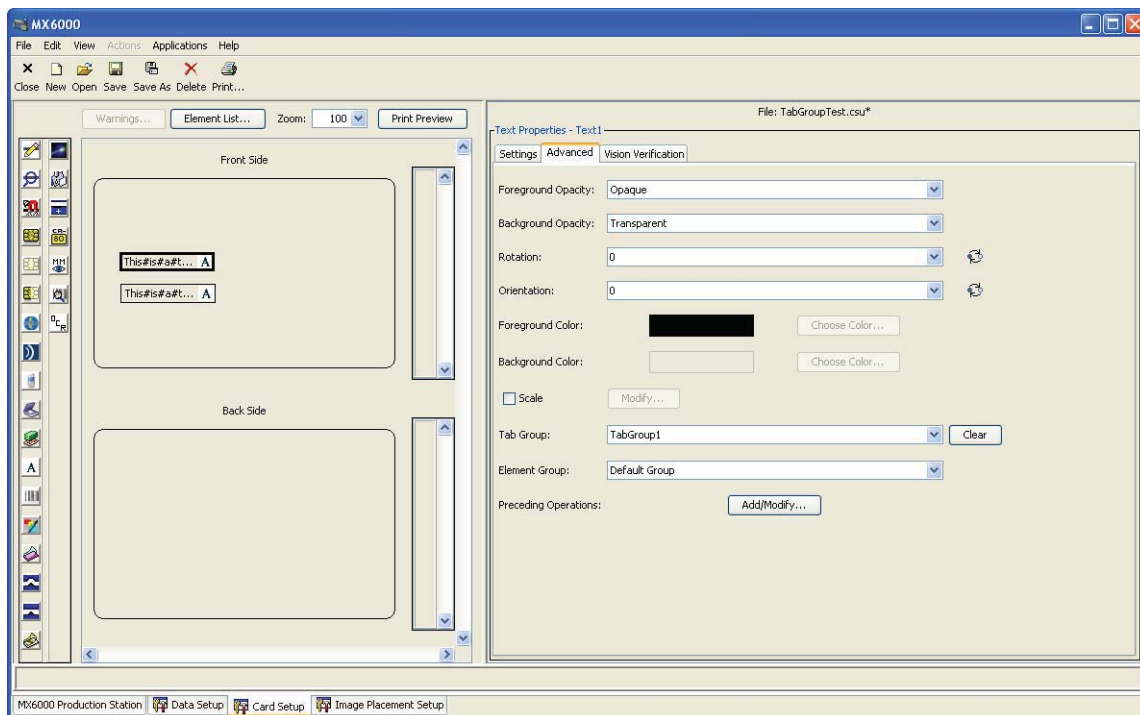 MX6000
File Edit View Actions Applications Help
Close New Open Save Save As Delete Print...
Warnings... Element List... Zoom: 100 Print Preview
Front Side
This#is#a#t... A
This#is#a#t... A
Back Side
A
CR-80
MM
OCR
File: TabGroupTest.csu*
Text Properties - Text1
Settings Advanced Vision Verification
Foreground Opacity: Opaque
Background Opacity: Transparent
Rotation: 0
Orientation: 0
Foreground Color: Choose Color...
Background Color: Choose Color...
Scale Modify...
Tab Group: TabGroup1 Clear
Element Group: Default Group
Preceding Operations: Add/Modify...
MX6000 Production Station Data Setup Card Setup Image Placement Setup